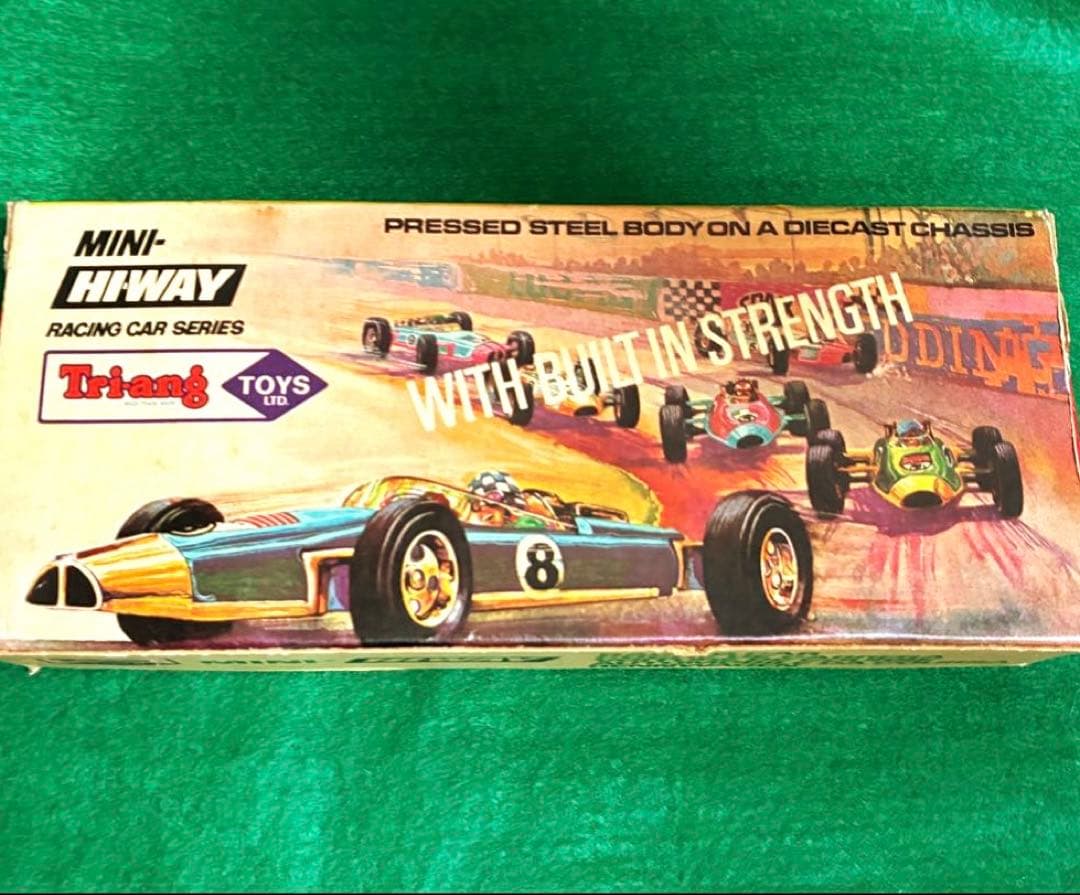 MINI-
HI-WAY
RACING CAR SERIES
Tri-ang
TOYS
LTD.
PRESSED STEEL BODY ON A DIECAST CHASSIS
WITH BUILT IN STRENGTH
8
MINI